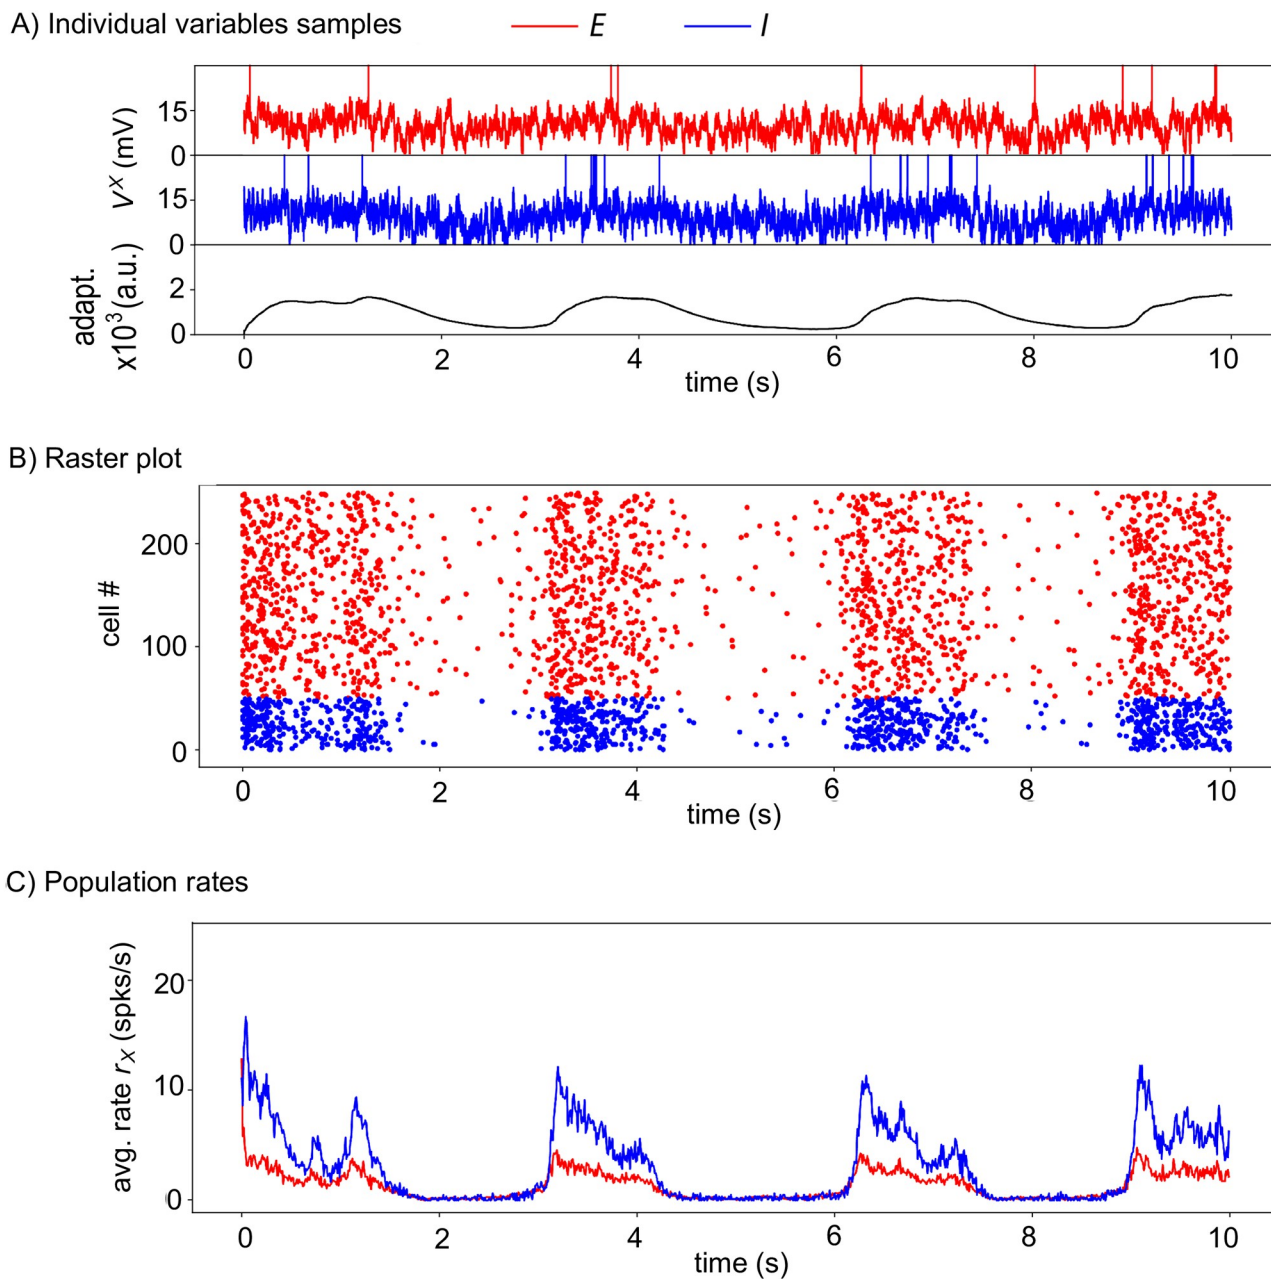 A) Individual variables samples
E
I
15
0
V^X (mV)
15
0
2
0
adapt.
x10^3 (a.u.)
0 2 4 6 8 10
time (s)
B) Raster plot
200
100
0
cell #
0 2 4 6 8 10
time (s)
C) Population rates
20
10
0
avg. rate r_X (spks/s)
0 2 4 6 8 10
time (s)